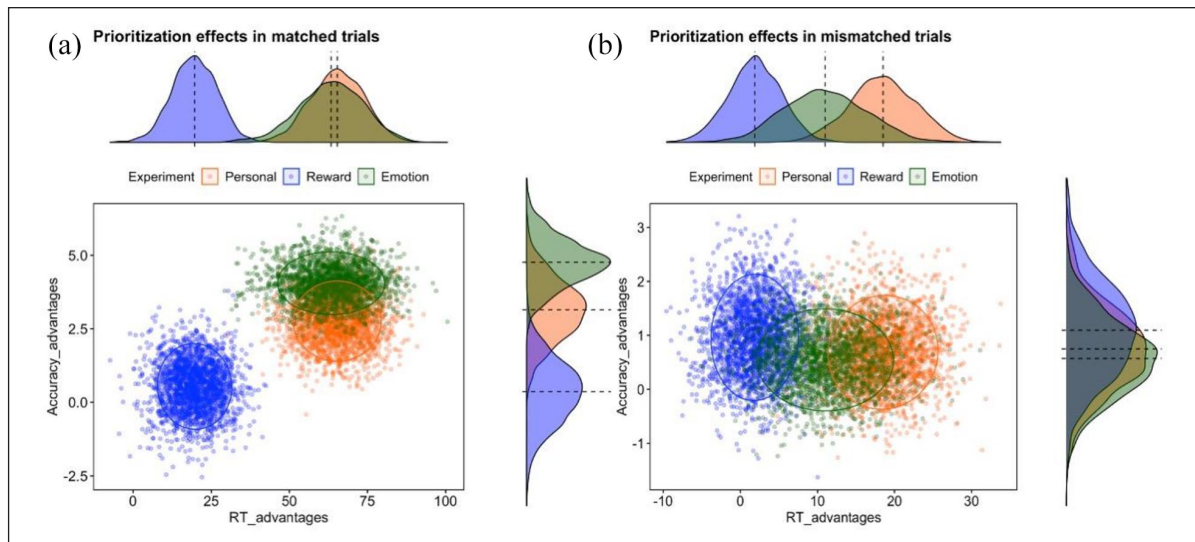 (a)
Prioritization effects in matched trials
Experiment Personal Reward Emotion
Accuracy_advantages
5.0
2.5
0.0
-2.5
0 25 50 75 100
RT_advantages
(b)
Prioritization effects in mismatched trials
Experiment Personal Reward Emotion
Accuracy_advantages
3
2
1
0
-1
-10 0 10 20 30
RT_advantages